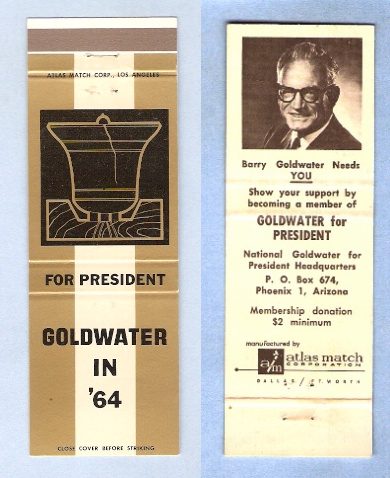 ATLAS MATCH CORP., LOS ANGELES
FOR PRESIDENT
GOLDWATER
IN
'64
CLOSE COVER BEFORE STRIKING
Barry Goldwater Needs
YOU
Show your support by
becoming a member of
GOLDWATER for
PRESIDENT
National Goldwater for
President Headquarters
P. O. Box 674,
Phoenix 1, Arizona
Membership donation
$2 minimum
manufactured by
a/m atlas match
CORPORATION
DALLAS / FT. WORTH